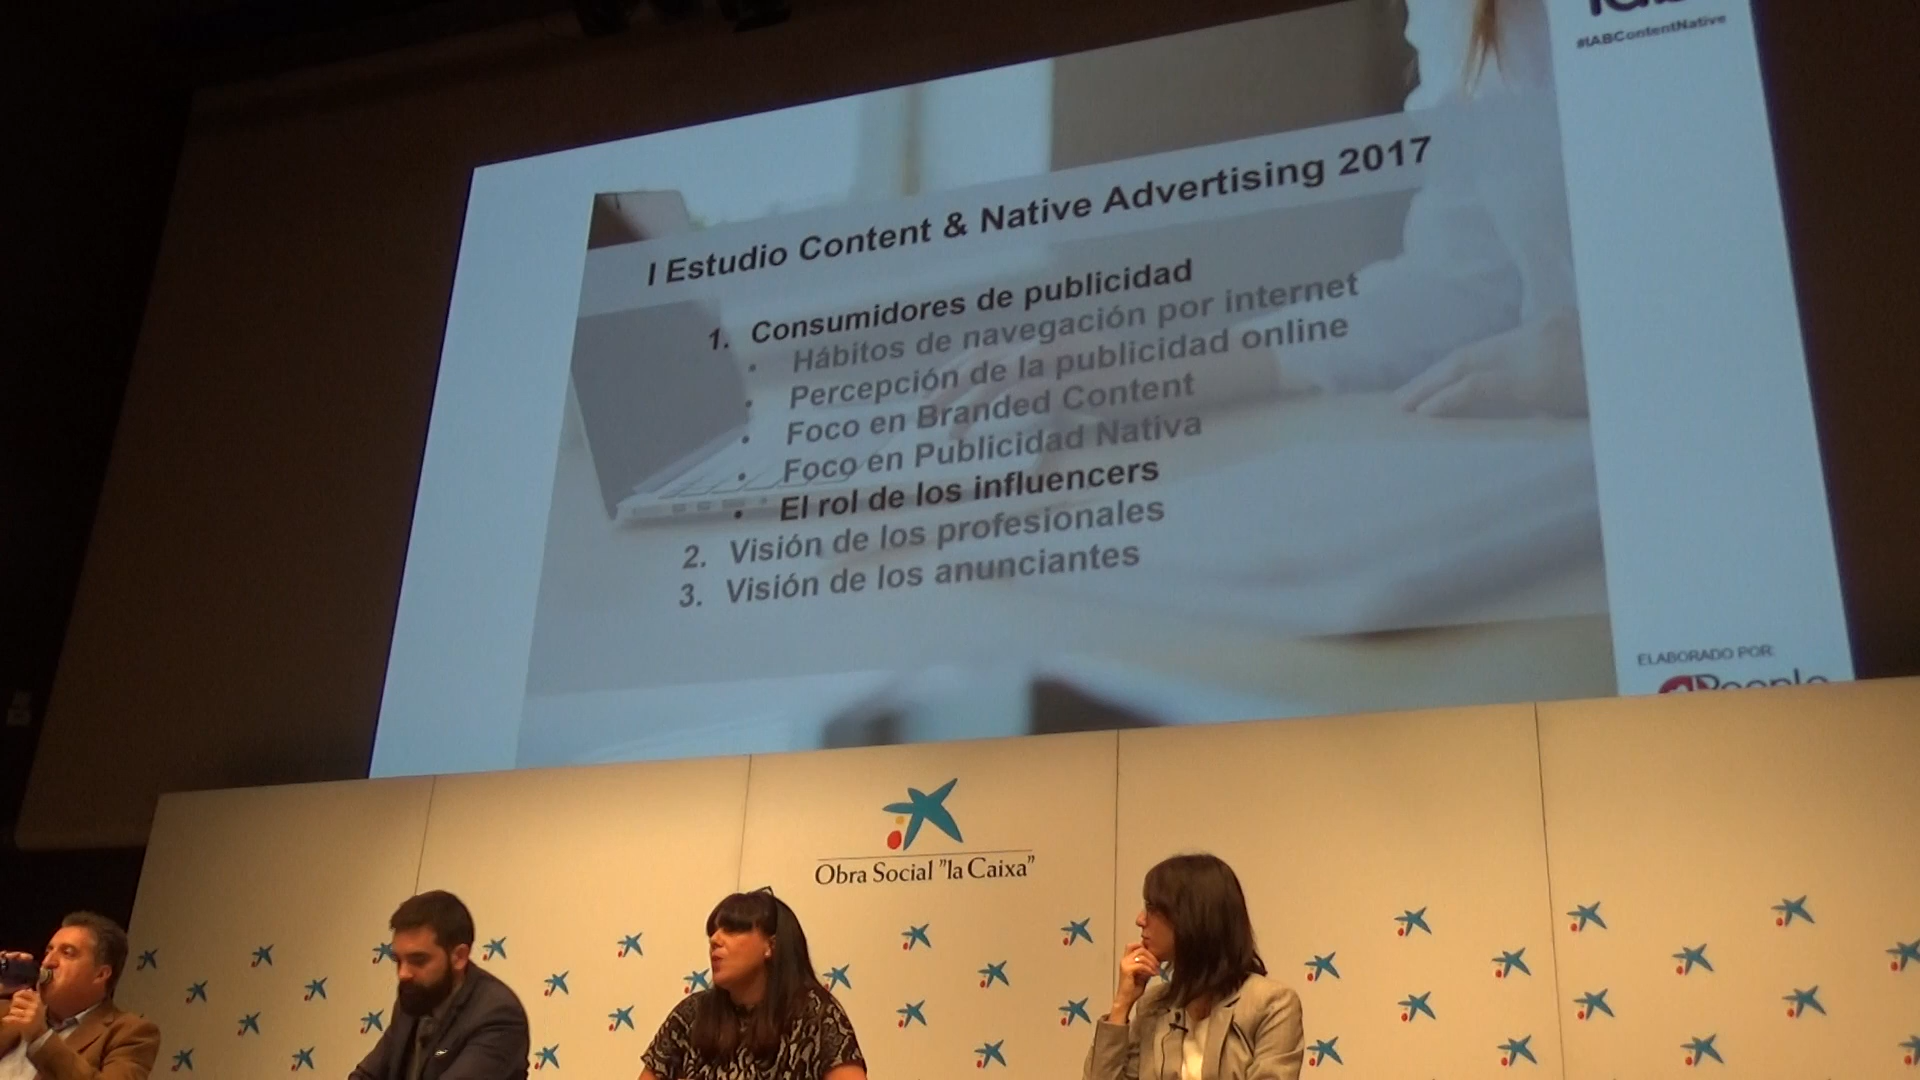 #IABContentNative
I Estudio Content & Native Advertising 2017
1. Consumidores de publicidad
• Hábitos de navegación por internet
• Percepción de la publicidad online
• Foco en Branded Content
• Foco en Publicidad Nativa
• El rol de los influencers
2. Visión de los profesionales
3. Visión de los anunciantes
ELABORADO POR:
Obra Social "la Caixa"